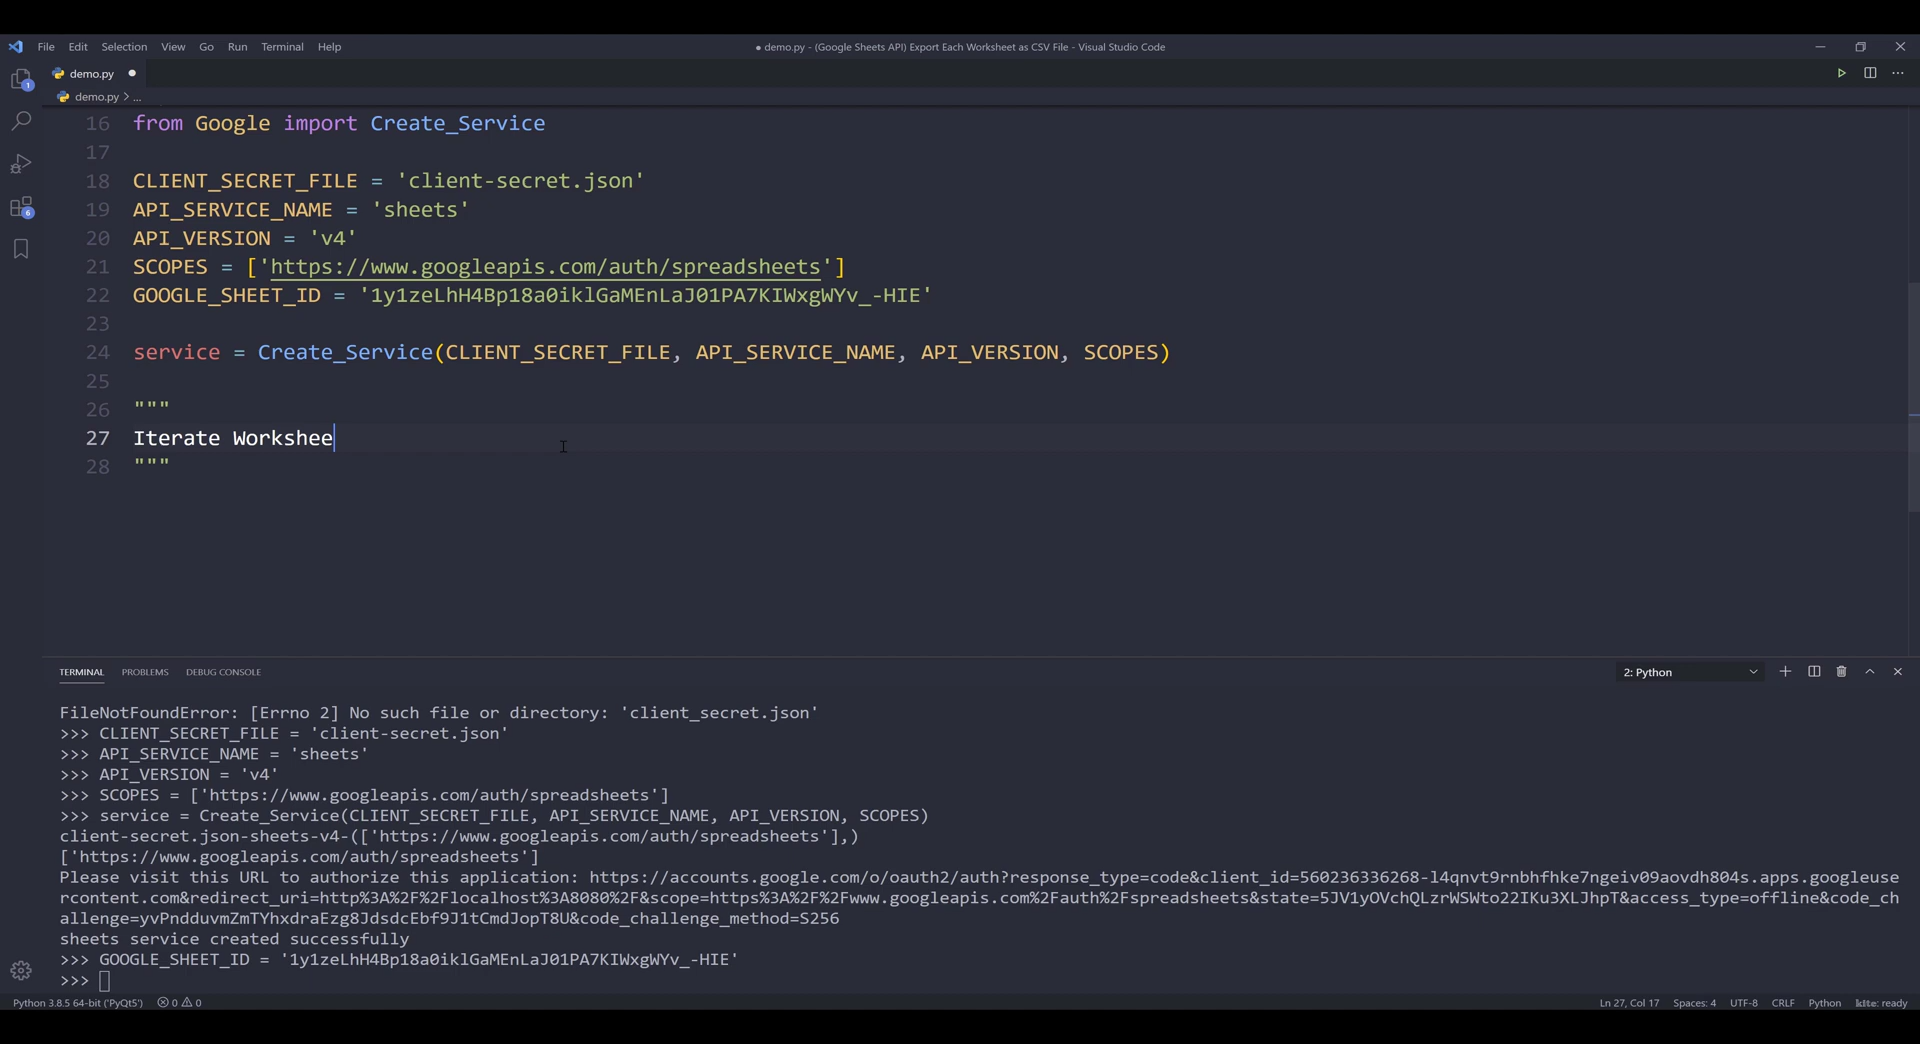 File Edit Selection View Go Run Terminal Help
● demo.py - (Google Sheets API) Export Each Worksheet as CSV File - Visual Studio Code
demo.py ●
demo.py > ...
16 from Google import Create_Service
17
18 CLIENT_SECRET_FILE = 'client-secret.json'
19 API_SERVICE_NAME = 'sheets'
20 API_VERSION = 'v4'
21 SCOPES = ['https://www.googleapis.com/auth/spreadsheets']
22 GOOGLE_SHEET_ID = '1y1zeLhH4Bp18a0iklGaMEnLaJ01PA7KIWxgWYv_-HIE'
23
24 service = Create_Service(CLIENT_SECRET_FILE, API_SERVICE_NAME, API_VERSION, SCOPES)
25
26 """
27 Iterate Workshee
28 """
TERMINAL PROBLEMS DEBUG CONSOLE 2: Python
FileNotFoundError: [Errno 2] No such file or directory: 'client_secret.json'
>>> CLIENT_SECRET_FILE = 'client-secret.json'
>>> API_SERVICE_NAME = 'sheets'
>>> API_VERSION = 'v4'
>>> SCOPES = ['https://www.googleapis.com/auth/spreadsheets']
>>> service = Create_Service(CLIENT_SECRET_FILE, API_SERVICE_NAME, API_VERSION, SCOPES)
client-secret.json-sheets-v4-(['https://www.googleapis.com/auth/spreadsheets'],)
['https://www.googleapis.com/auth/spreadsheets']
Please visit this URL to authorize this application: https://accounts.google.com/o/oauth2/auth?response_type=code&client_id=560236336268-l4qnvt9rnbhfhke7ngeiv09aovdh804s.apps.googleuse
rcontent.com&redirect_uri=http%3A%2F%2Flocalhost%3A8080%2F&scope=https%3A%2F%2Fwww.googleapis.com%2Fauth%2Fspreadsheets&state=5JV1yOVchQLzrWSWto22IKu3XLJhpT&access_type=offline&code_ch
allenge=yvPndduvmZmTYhxdraEzg8JdsdcEbf9J1tCmdJopT8U&code_challenge_method=S256
sheets service created successfully
>>> GOOGLE_SHEET_ID = '1y1zeLhH4Bp18a0iklGaMEnLaJ01PA7KIWxgWYv_-HIE'
>>>
Python 3.8.5 64-bit ('PyQt5') 0 0 Ln 27, Col 17 Spaces: 4 UTF-8 CRLF Python kite: ready